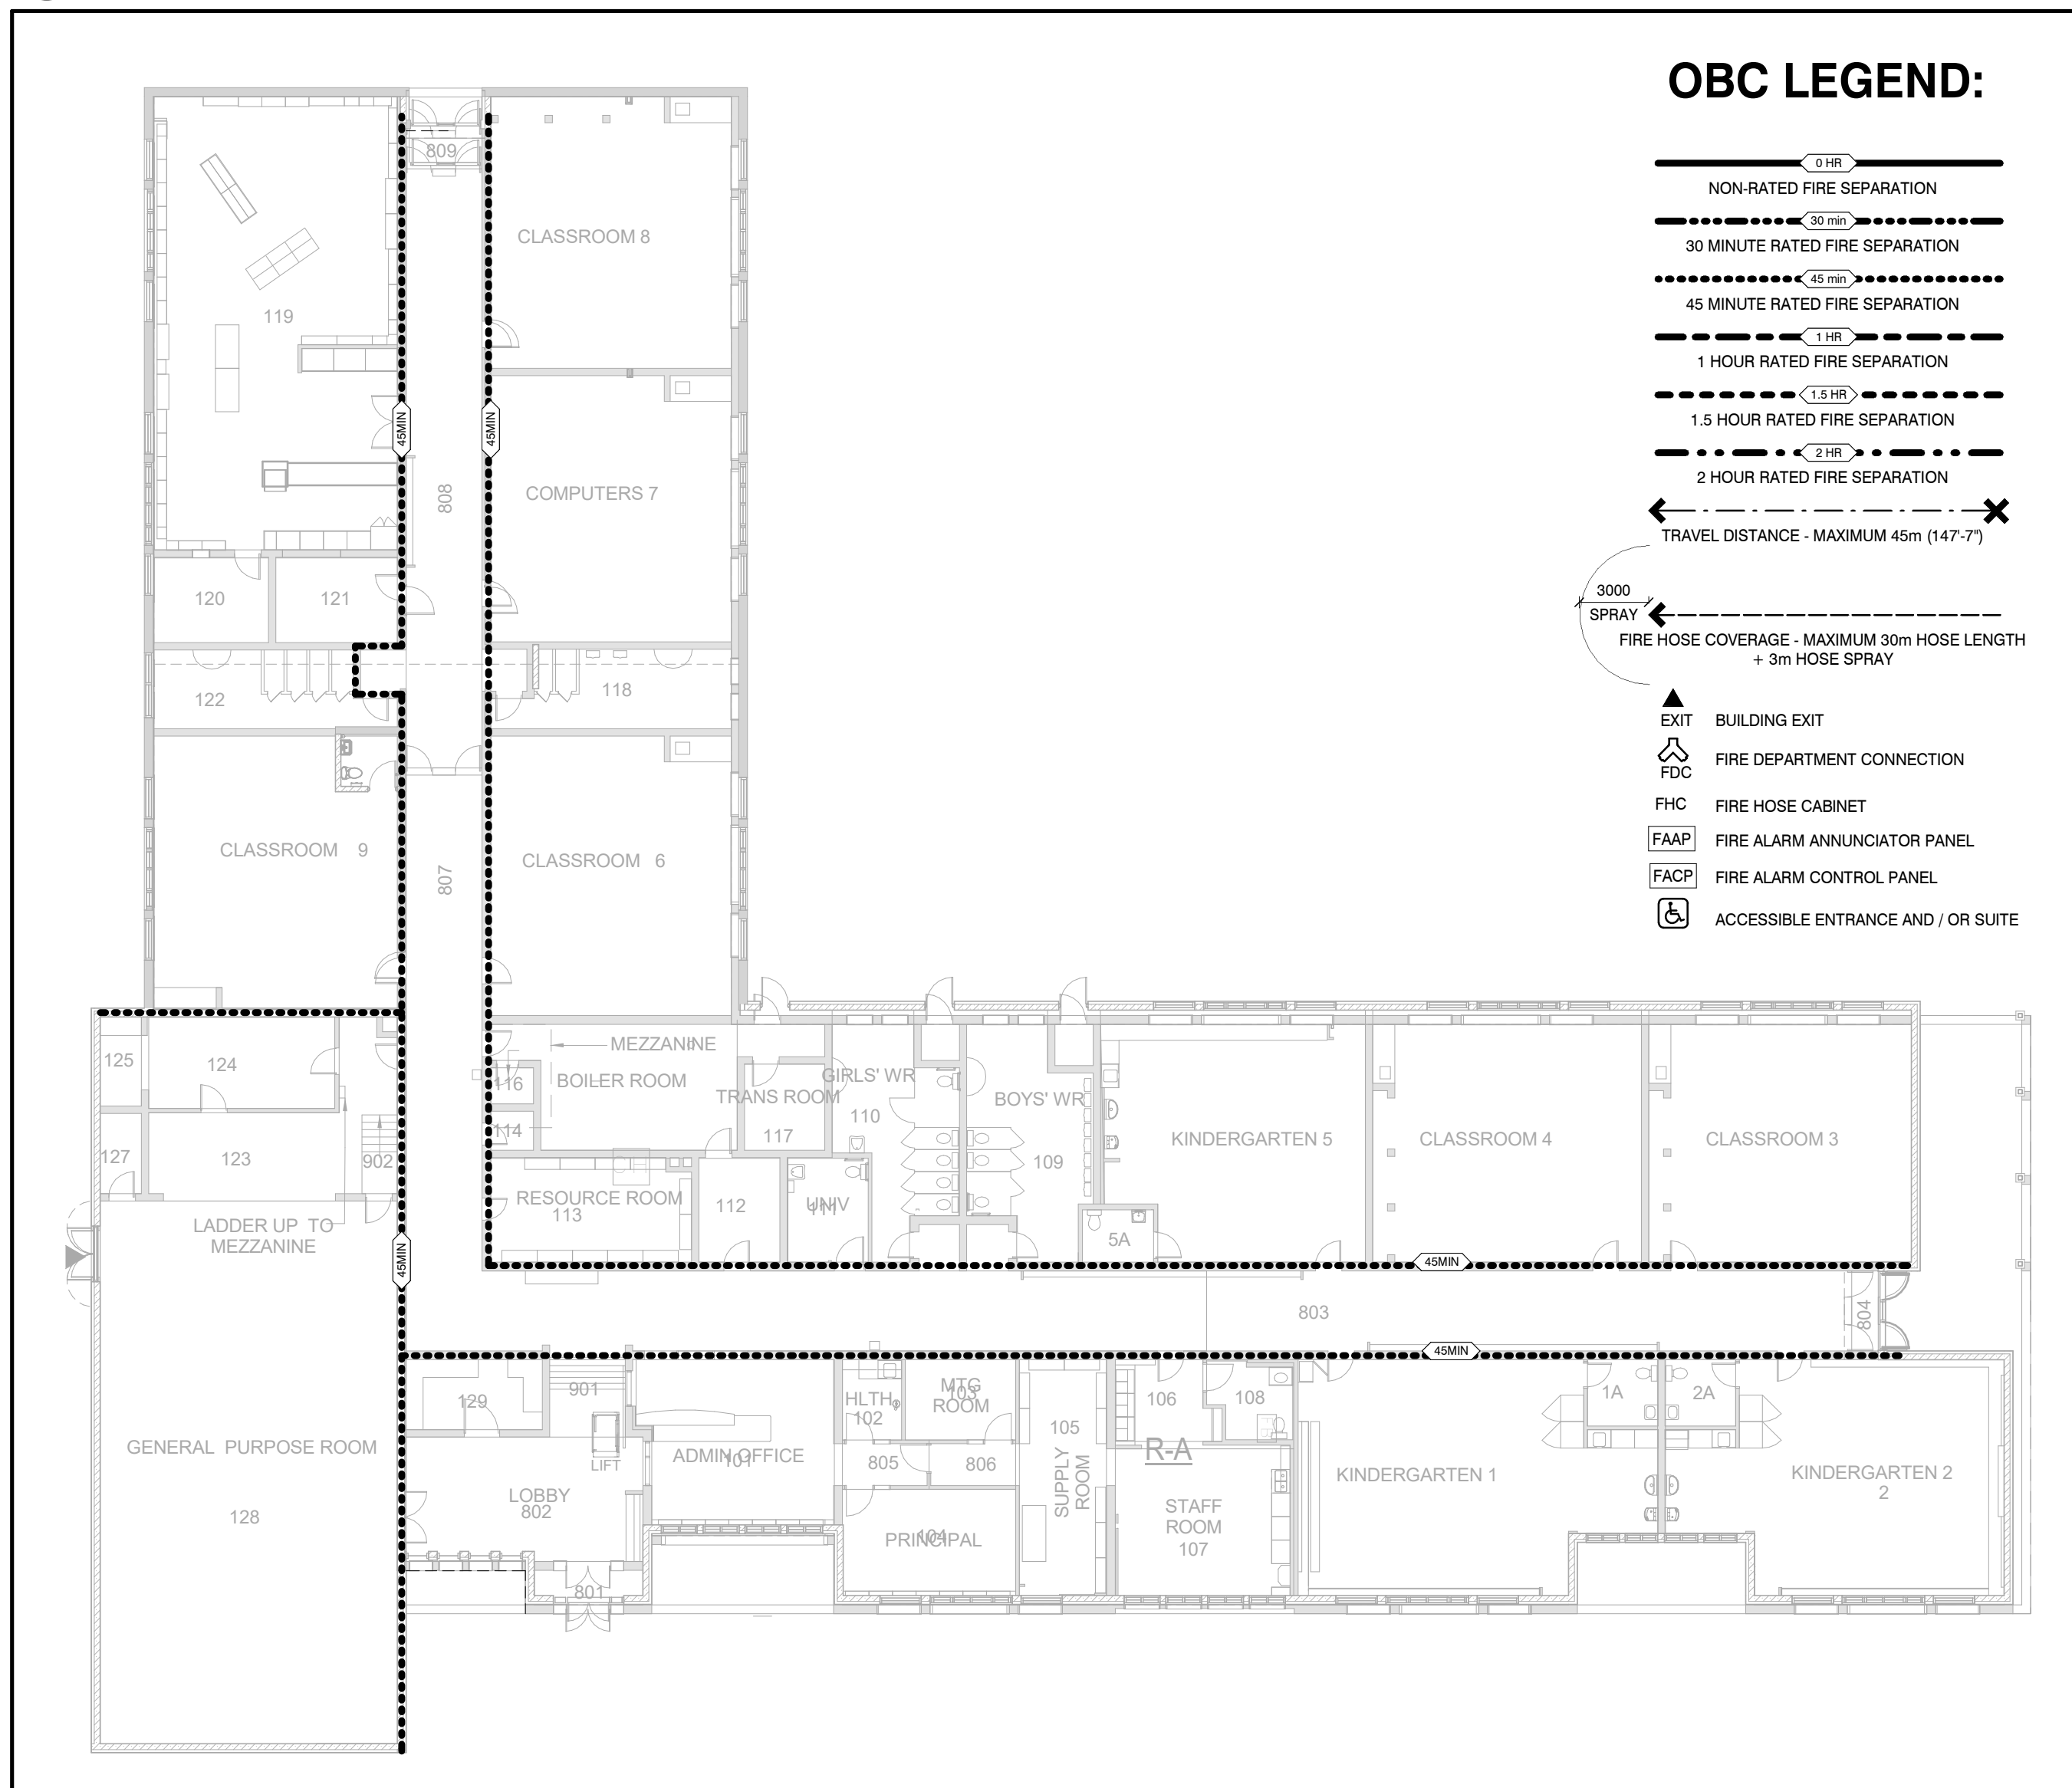 OBC LEGEND:
0 HR
NON-RATED FIRE SEPARATION
30 min
30 MINUTE RATED FIRE SEPARATION
45 min
45 MINUTE RATED FIRE SEPARATION
1 HR
1 HOUR RATED FIRE SEPARATION
1.5 HR
1.5 HOUR RATED FIRE SEPARATION
2 HR
2 HOUR RATED FIRE SEPARATION
TRAVEL DISTANCE - MAXIMUM 45m (147'-7")
3000
SPRAY
FIRE HOSE COVERAGE - MAXIMUM 30m HOSE LENGTH
+ 3m HOSE SPRAY
EXIT BUILDING EXIT
FDC FIRE DEPARTMENT CONNECTION
FHC FIRE HOSE CABINET
FAAP FIRE ALARM ANNUNCIATOR PANEL
FACP FIRE ALARM CONTROL PANEL
ACCESSIBLE ENTRANCE AND / OR SUITE
809
CLASSROOM 8
119
45MIN
45MIN
808
COMPUTERS 7
120
121
122
118
CLASSROOM 9
807
CLASSROOM 6
125
124
127
123
902
LADDER UP TO
MEZZANINE
45MIN
MEZZANINE
BOILER ROOM
116
114
TRANS ROOM
117
GIRLS' WR
110
BOYS' WR
109
RESOURCE ROOM
113
112
UNIV
111
5A
KINDERGARTEN 5
CLASSROOM 4
CLASSROOM 3
45MIN
803
804
45MIN
GENERAL PURPOSE ROOM
128
129
901
LIFT
LOBBY
802
801
ADMIN OFFICE
101
HLTH
102
MTG
ROOM
103
805
806
PRINCIPAL
104
105
SUPPLY
ROOM
106
108
R-A
STAFF
ROOM
107
KINDERGARTEN 1
1A
2A
KINDERGARTEN 2
2